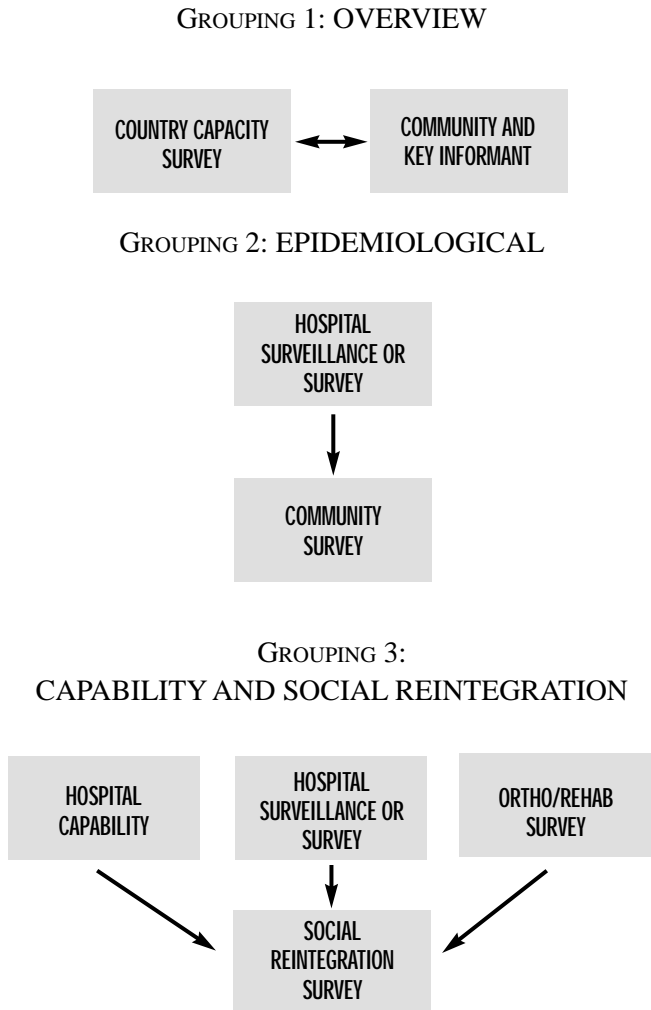 GROUPING 1: OVERVIEW
COUNTRY CAPACITY
SURVEY
COMMUNITY AND
KEY INFORMANT
GROUPING 2: EPIDEMIOLOGICAL
HOSPITAL
SURVEILLANCE OR
SURVEY
COMMUNITY
SURVEY
GROUPING 3:
CAPABILITY AND SOCIAL REINTEGRATION
HOSPITAL
CAPABILITY
HOSPITAL
SURVEILLANCE OR
SURVEY
ORTHO/REHAB
SURVEY
SOCIAL
REINTEGRATION
SURVEY